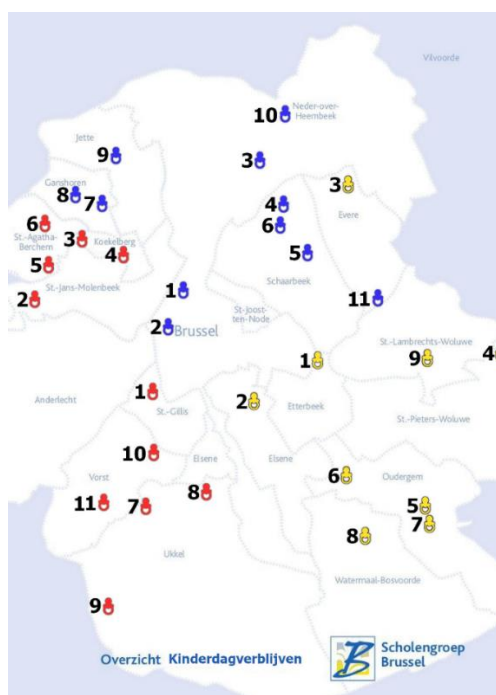 Vilvoorde
Neder-over-
Heembeek
10
Jette
9
3
Ganshoren
8
7
3
Evere
4
6
6
St.-Agatha-
Berchem
3
Koekelberg
4
5
5
Schaarbeek
2
St.-Jans-Molenbeek
1
11
St-Joost-
ten-Node
2
Brussel
St.-Lambrechts-Woluwe
1
9
4
Anderlecht
1
St.-Gillis
2
Etterbeek
St.-Pieters-Woluwe
10
Elsene
Elsene
6
Oudergem
Vorst
11
7
8
5
7
8
Ukkel
Watermaal-Bosvoorde
9
Overzicht Kinderdagverblijven
B
Scholengroep
Brussel